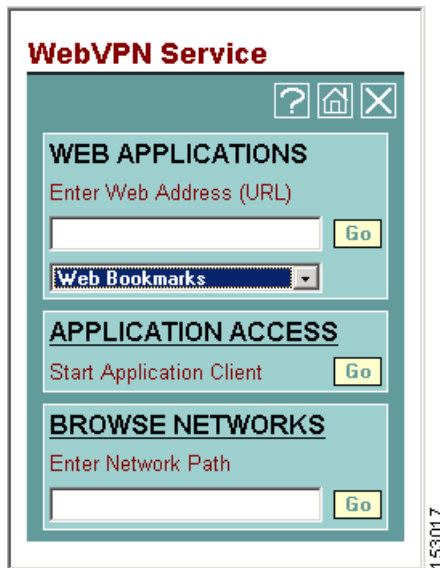 WebVPN Service
?
WEB APPLICATIONS
Enter Web Address (URL)
Go
Web Bookmarks
APPLICATION ACCESS
Start Application Client
Go
BROWSE NETWORKS
Enter Network Path
Go
153017